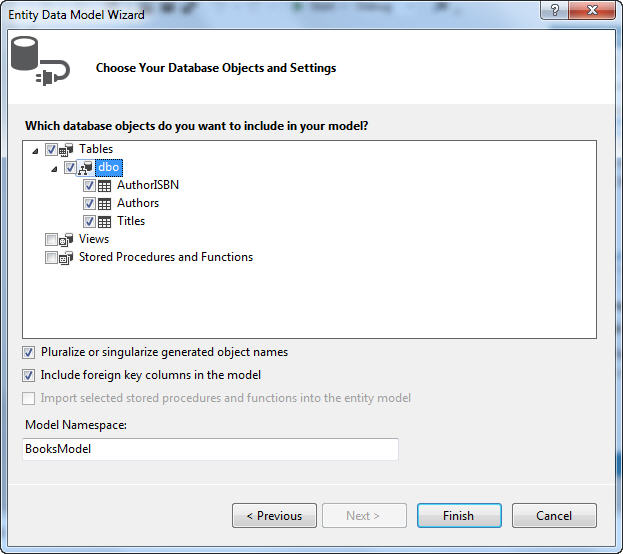 Entity Data Model Wizard
?
Choose Your Database Objects and Settings
Which database objects do you want to include in your model?
Tables
dbo
AuthorISBN
Authors
Titles
Views
Stored Procedures and Functions
Pluralize or singularize generated object names
Include foreign key columns in the model
Import selected stored procedures and functions into the entity model
Model Namespace:
BooksModel
< Previous Next > Finish Cancel